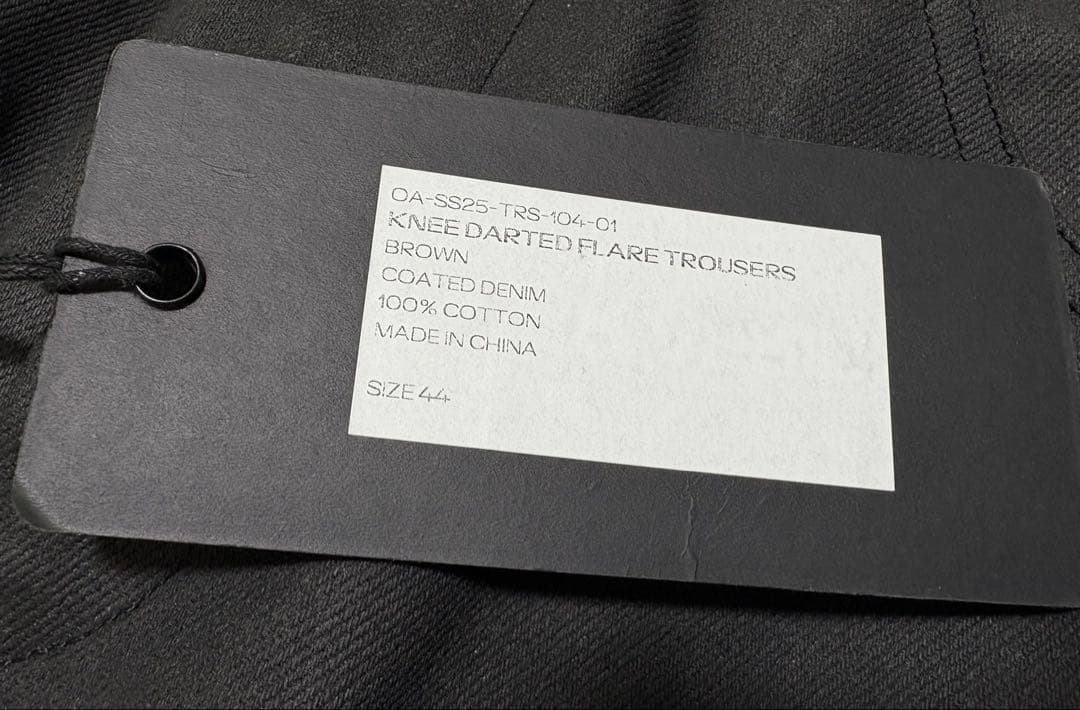 OA-SS25-TRS-104-01
KNEE DARTED FLARE TROUSERS
BROWN
COATED DENIM
100% COTTON
MADE IN CHINA
SIZE 44